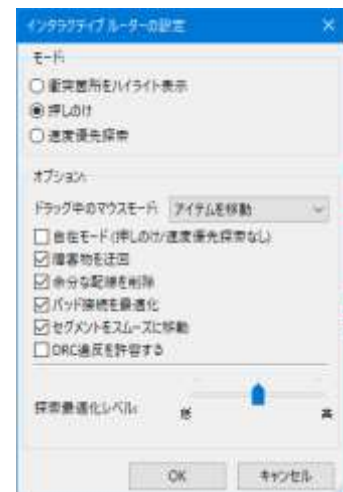 インタラクティブ ルーターの設定
モード:
衝突箇所をハイライト表示
押しのけ
速度優先探索
オプション:
ドラッグ中のマウスモード: アイテムを移動
自在モード (押しのけ/速度優先探索なし)
障害物を迂回
余分な配線を削除
パッド接続を最適化
セグメントをスムーズに移動
DRC違反を許容する
探索最適化レベル:
低 高
OK キャンセル